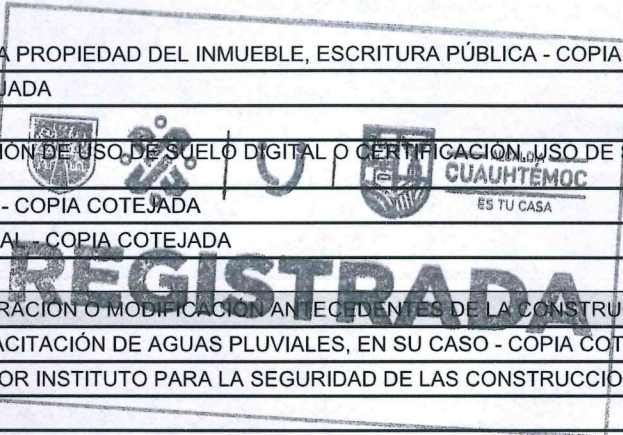 A PROPIEDAD DEL INMUEBLE, ESCRITURA PÚBLICA - COPIA
JADA
IÓN DE USO DE SUELO DIGITAL O CERTIFICACIÓN, USO DE
ALCALDÍA
CUAUHTÉMOC
ES TU CASA
- COPIA COTEJADA
AL - COPIA COTEJADA
REGISTRADA
RACIÓN O MODIFICACIÓN ANTECEDENTES DE LA CONSTRU
ACITACIÓN DE AGUAS PLUVIALES, EN SU CASO - COPIA COT
OR INSTITUTO PARA LA SEGURIDAD DE LAS CONSTRUCCIO